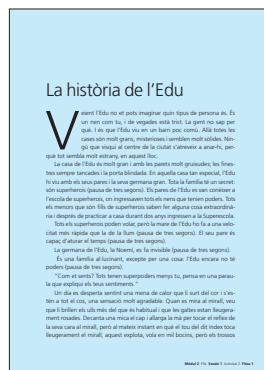 La història de l’Edu
Veient l’Edu no et pots imaginar quin tipus de persona és. És
un nen com tu, i de vegades està trist. La gent no sap per
què. I és que l’Edu viu en un barri poc comú. Allà totes les
cases són molt grans, misterioses i semblen molt sòlides. Nin-
gú que visqui al centre de la ciutat s’atreveix a anar-hi, per-
què tot sembla molt estrany, en aquest lloc.
La casa de l’Edu és molt gran i amb les parets molt gruixudes; les fines-
tres sempre tancades i la porta blindada. En aquella casa tan especial, l’Edu
hi viu amb els seus pares i la seva germana gran. Tota la família té un secret:
són superherois (pausa de tres segons). Els pares de l’Edu es van conèixer a
l’escola de superherois, on ingressaven tots els nens que tenien poders. Tots
els menors que són fills de superherois saben fer alguna cosa extraordinà-
ria i després de practicar a casa durant dos anys ingressen a la Superescola.
Tots els superherois poden volar, però la mare de l’Edu ho fa a una velo-
citat més ràpida que la de la llum (pausa de tres segons). El seu pare és
capaç d’aturar el temps (pausa de tres segons).
La germana de l’Edu, la Noemi, es fa invisible (pausa de tres segons).
És una família al·lucinant, excepte per una cosa: l’Edu encara no té
poders (pausa de tres segons).
“Com et sents? Tots tenen superpoders menys tu, pensa en una parau-
la que expliqui els teus sentiments.”
Un dia es desperta sentint una mena de calor que li surt del cor i s’es-
tén a tot el cos, una sensació molt agradable. Quan es mira al mirall, veu
que li brillen els ulls més del que és habitual i que les galtes estan lleugera-
ment rosades. Decanta una mica el cap i allarga la mà per tocar el reflex de
la seva cara al mirall, però al mateix instant en què el tou del dit índex toca
lleugerament el mirall, aquest explota, vola en mil bocins, però els trossos
Mòdul 2 Fila Sessió 1 Activitat 2 Fitxa 1